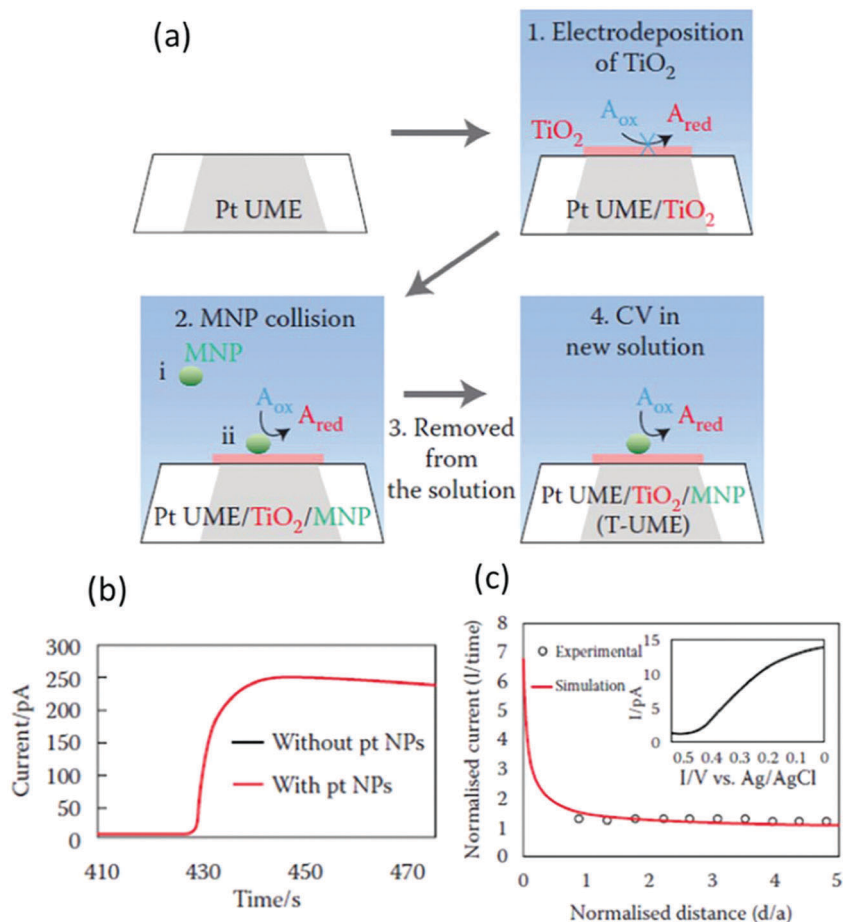 (a)
Pt UME
1. Electrodeposition
of TiO₂
TiO₂
Aox
Ared
Pt UME/TiO₂
2. MNP collision
i
MNP
Aox
Ared
ii
Pt UME/TiO₂/MNP
3. Removed
from
the solution
4. CV in
new solution
Aox
Ared
Pt UME/TiO₂/MNP
(T-UME)
(b)
Current/pA
300
250
200
150
100
50
0
Without pt NPs
With pt NPs
410
430
450
470
Time/s
(c)
Normalised current (I/time)
8
7
6
5
4
3
2
1
0
Experimental
Simulation
I/pA
15
10
5
0
0.5
0.4
0.3
0.2
0.1
0
I/V vs. Ag/AgCl
0
1
2
3
4
5
Normalised distance (d/a)